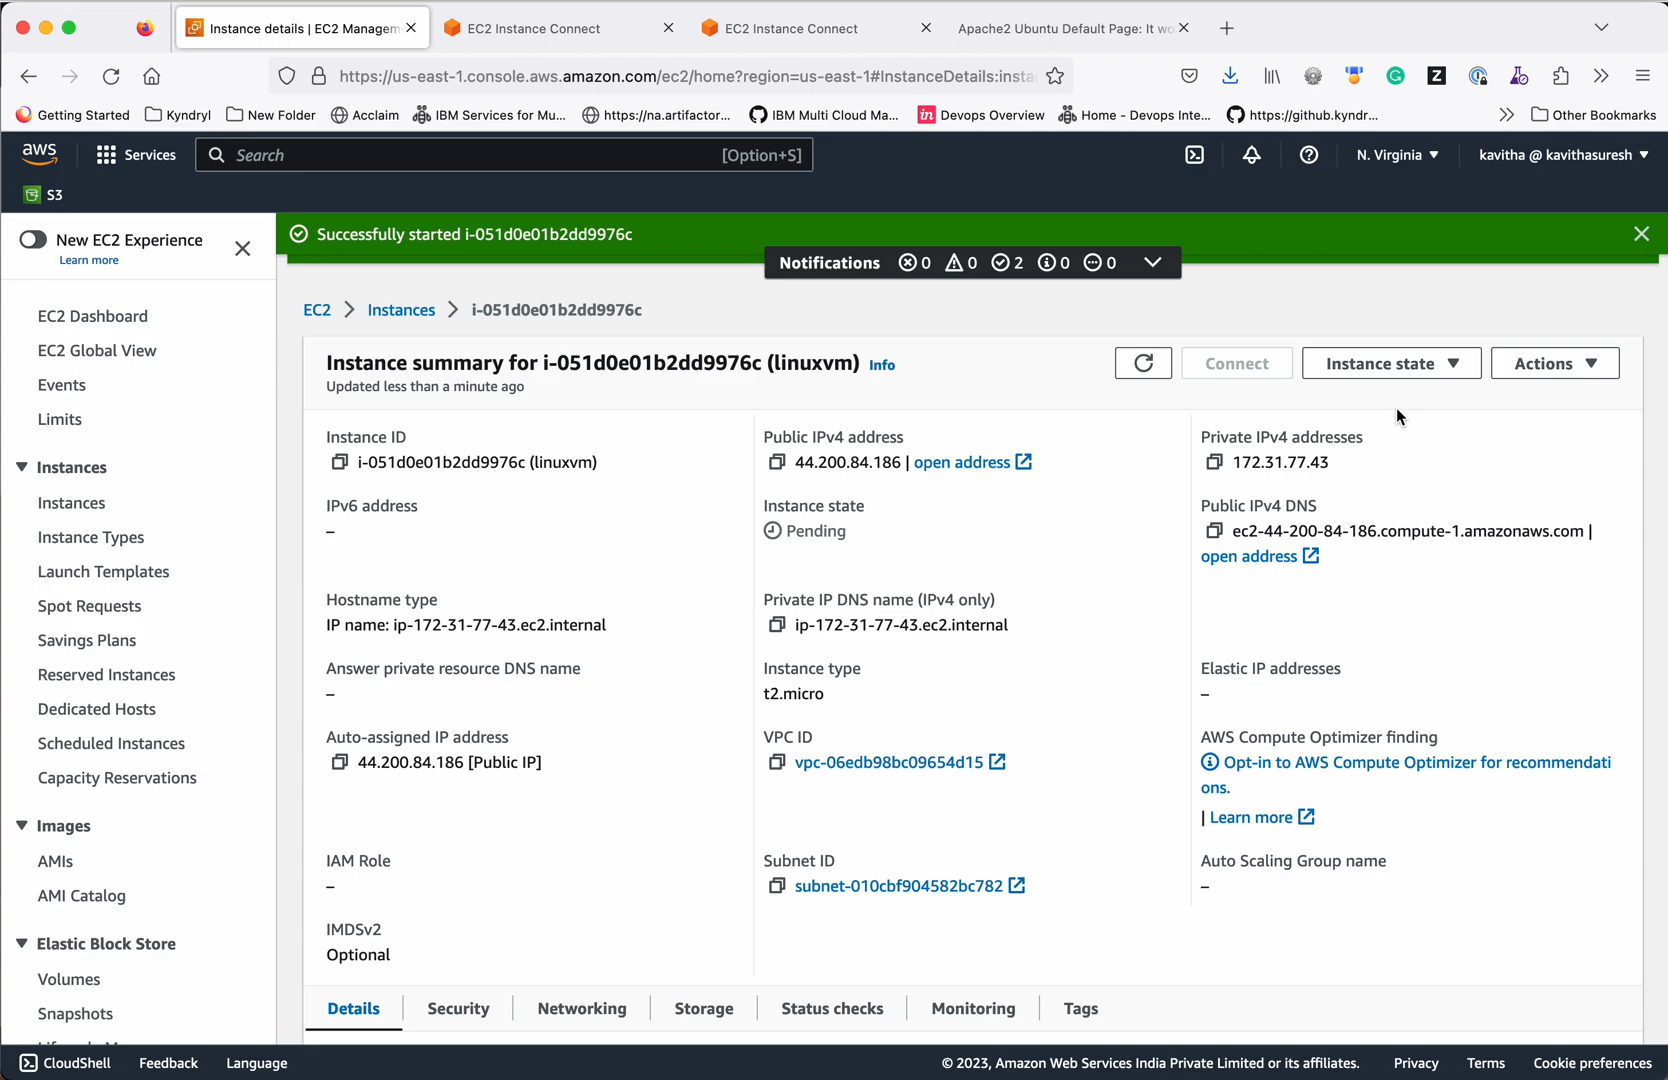 Instance details | EC2 Managem
EC2 Instance Connect
EC2 Instance Connect
Apache2 Ubuntu Default Page: It wo
https://us-east-1.console.aws.amazon.com/ec2/home?region=us-east-1#InstanceDetails:insta
Getting Started
Kyndryl
New Folder
Acclaim
IBM Services for Mu...
https://na.artifactor...
IBM Multi Cloud Ma...
in Devops Overview
Home - Devops Inte...
https://github.kyndr...
Other Bookmarks
aws
Services
Search
[Option+S]
N. Virginia
kavitha @ kavithasuresh
S3
New EC2 Experience
Learn more
Successfully started i-051d0e01b2dd9976c
Notifications 0 0 2 0 0
EC2 Dashboard
EC2 Global View
Events
Limits
Instances
Instances
Instance Types
Launch Templates
Spot Requests
Savings Plans
Reserved Instances
Dedicated Hosts
Scheduled Instances
Capacity Reservations
Images
AMIs
AMI Catalog
Elastic Block Store
Volumes
Snapshots
EC2 > Instances > i-051d0e01b2dd9976c
Instance summary for i-051d0e01b2dd9976c (linuxvm) Info
Updated less than a minute ago
Connect
Instance state
Actions
Instance ID
i-051d0e01b2dd9976c (linuxvm)
Public IPv4 address
44.200.84.186 | open address
Private IPv4 addresses
172.31.77.43
IPv6 address
–
Instance state
Pending
Public IPv4 DNS
ec2-44-200-84-186.compute-1.amazonaws.com |
open address
Hostname type
IP name: ip-172-31-77-43.ec2.internal
Private IP DNS name (IPv4 only)
ip-172-31-77-43.ec2.internal
Answer private resource DNS name
–
Instance type
t2.micro
Elastic IP addresses
–
Auto-assigned IP address
44.200.84.186 [Public IP]
VPC ID
vpc-06edb98bc09654d15
AWS Compute Optimizer finding
Opt-in to AWS Compute Optimizer for recommendati
ons.
| Learn more
IAM Role
–
Subnet ID
subnet-010cbf904582bc782
Auto Scaling Group name
–
IMDSv2
Optional
Details
Security
Networking
Storage
Status checks
Monitoring
Tags
CloudShell
Feedback
Language
© 2023, Amazon Web Services India Private Limited or its affiliates.
Privacy
Terms
Cookie preferences